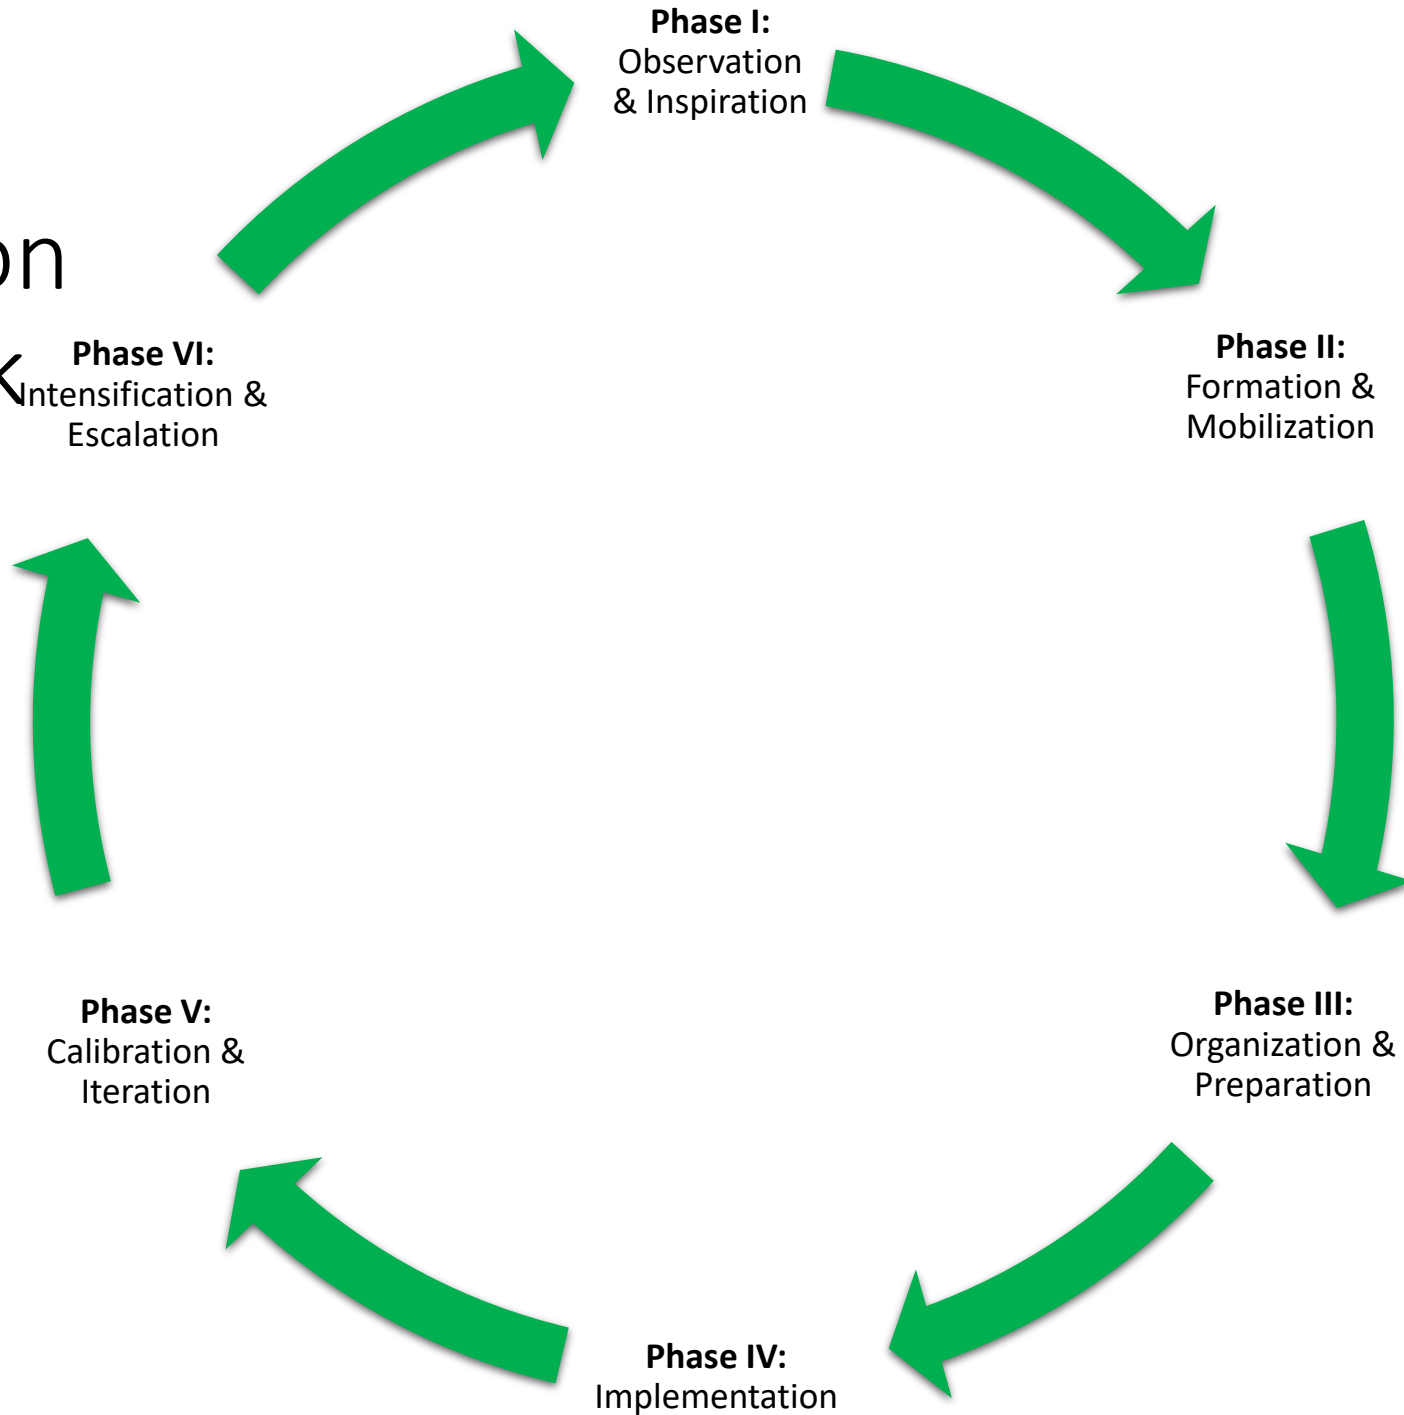 Phase I:
Observation
& Inspiration
on
k
Phase VI:
Intensification &
Escalation
Phase II:
Formation &
Mobilization
Phase III:
Organization &
Preparation
Phase IV:
Implementation
Phase V:
Calibration &
Iteration